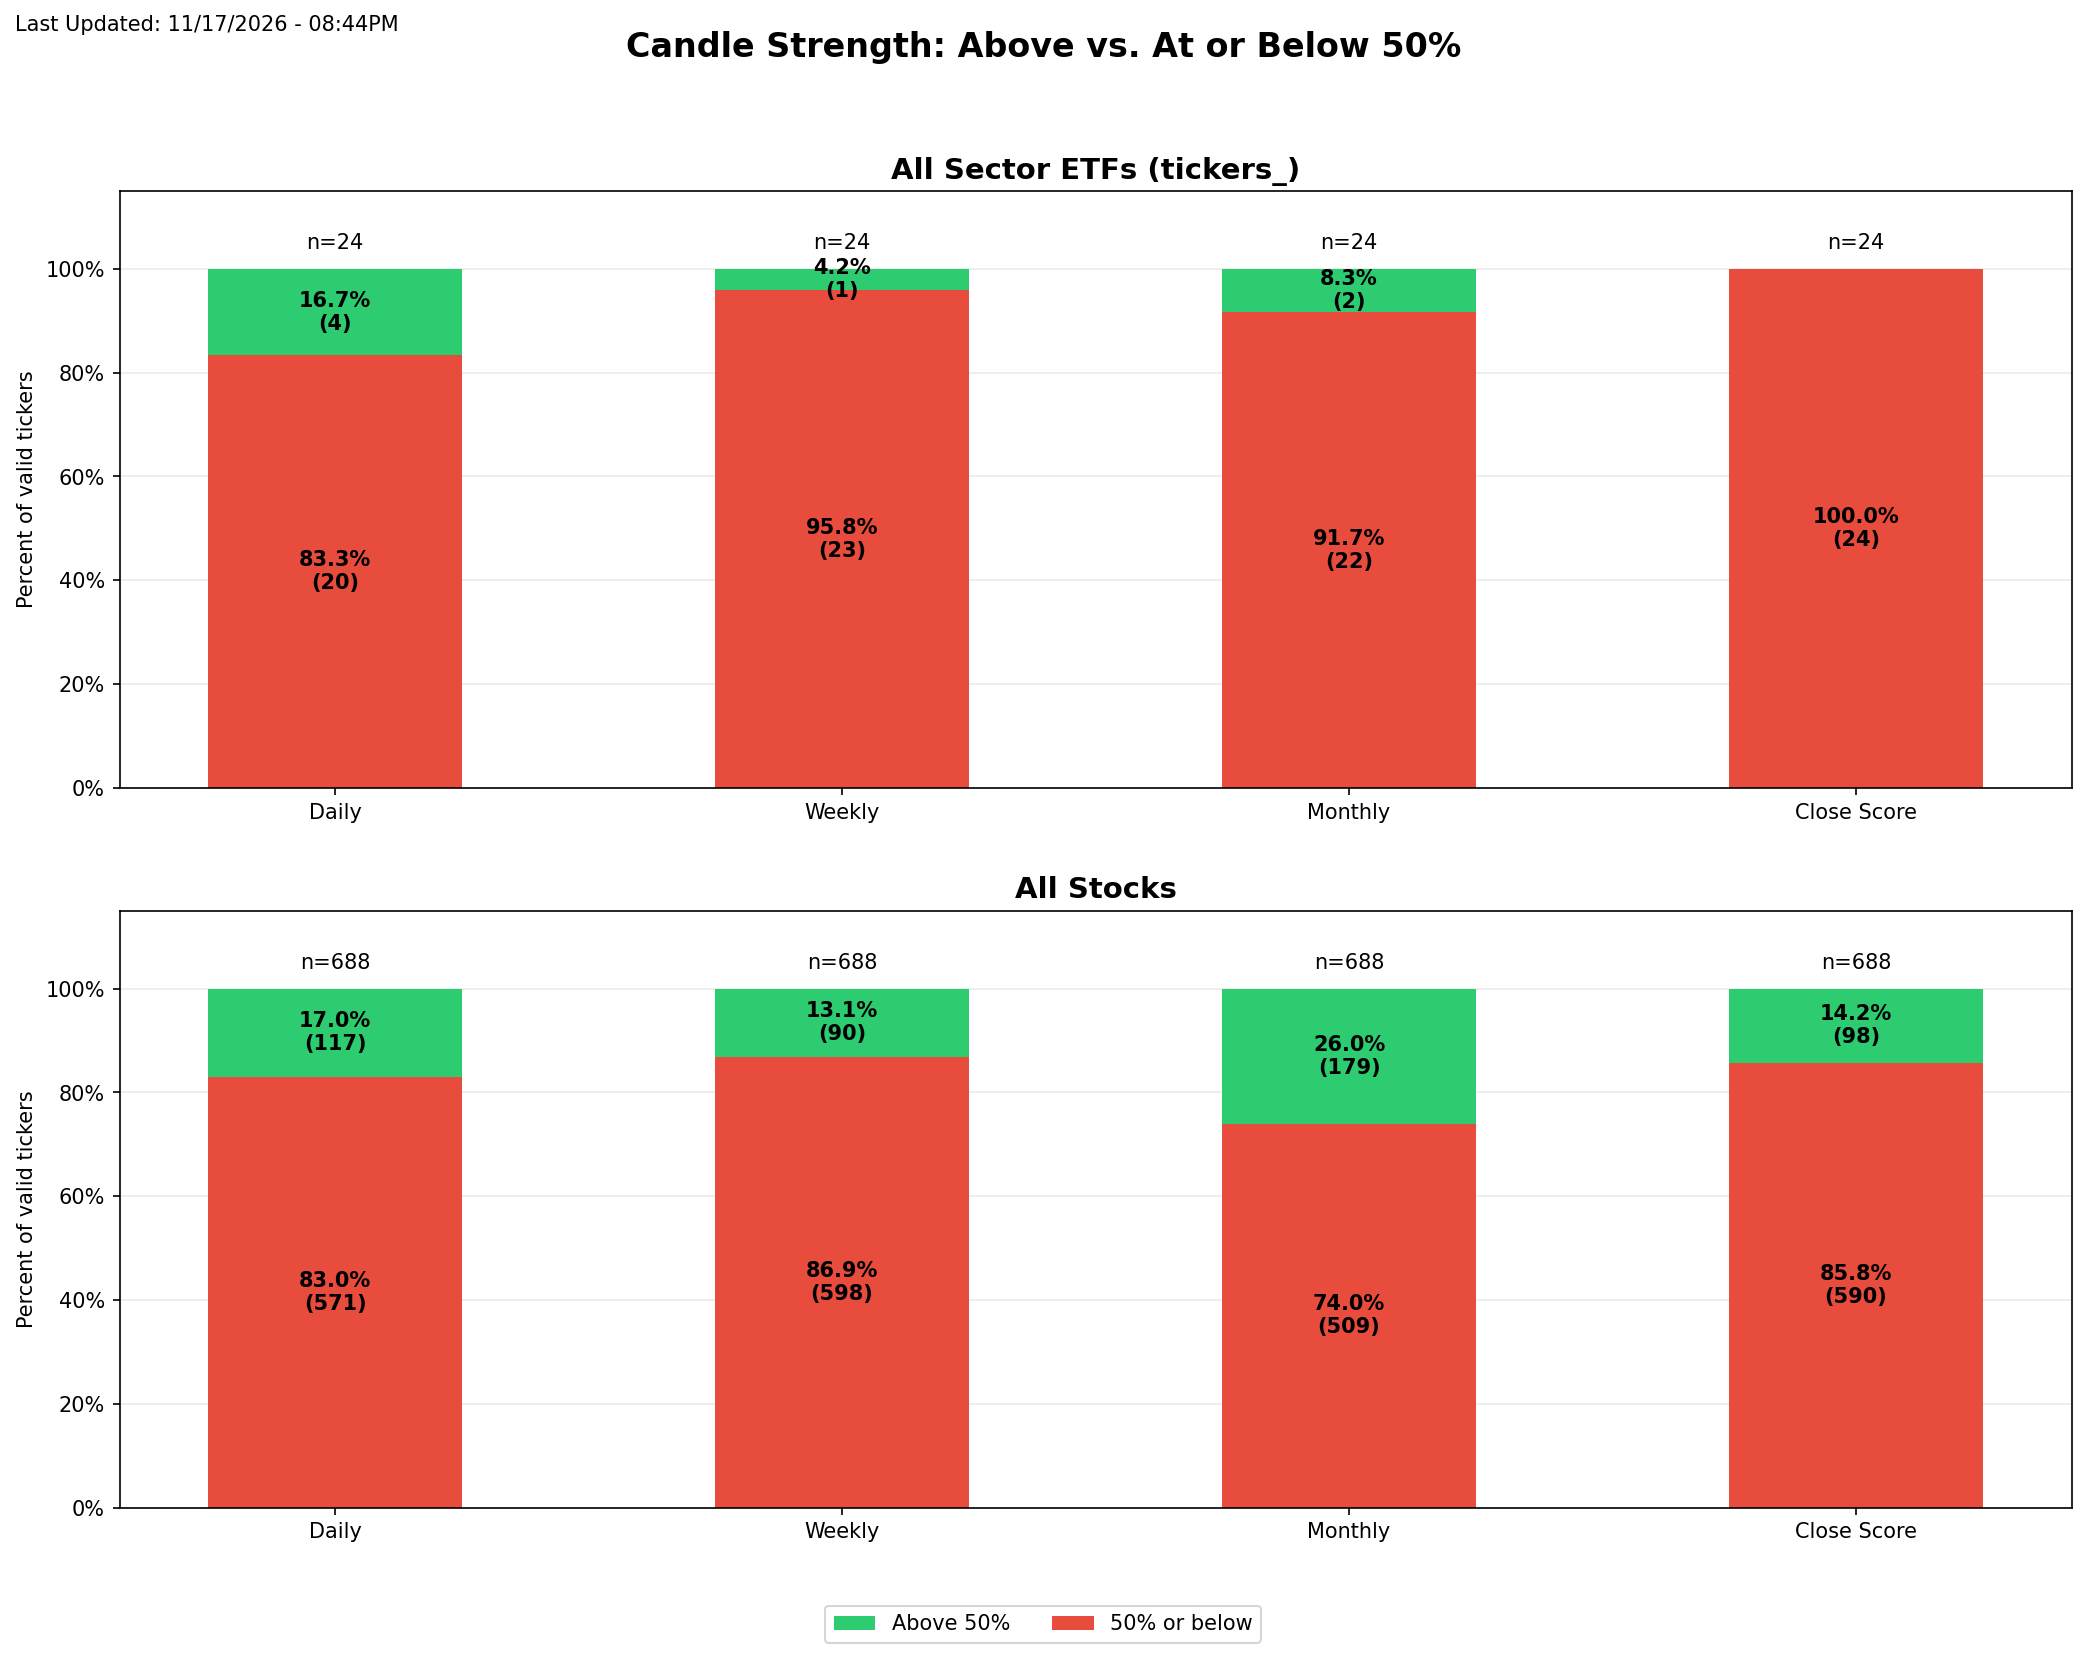 Last Updated: 11/17/2026 - 08:44PM
Candle Strength: Above vs. At or Below 50%
All Sector ETFs (tickers_)
Percent of valid tickers
100%
80%
60%
40%
20%
0%
n=24
n=24
n=24
n=24
16.7%
(4)
4.2%
(1)
8.3%
(2)
83.3%
(20)
95.8%
(23)
91.7%
(22)
100.0%
(24)
Daily
Weekly
Monthly
Close Score
All Stocks
Percent of valid tickers
100%
80%
60%
40%
20%
0%
n=688
n=688
n=688
n=688
17.0%
(117)
13.1%
(90)
26.0%
(179)
14.2%
(98)
83.0%
(571)
86.9%
(598)
74.0%
(509)
85.8%
(590)
Daily
Weekly
Monthly
Close Score
Above 50%
50% or below